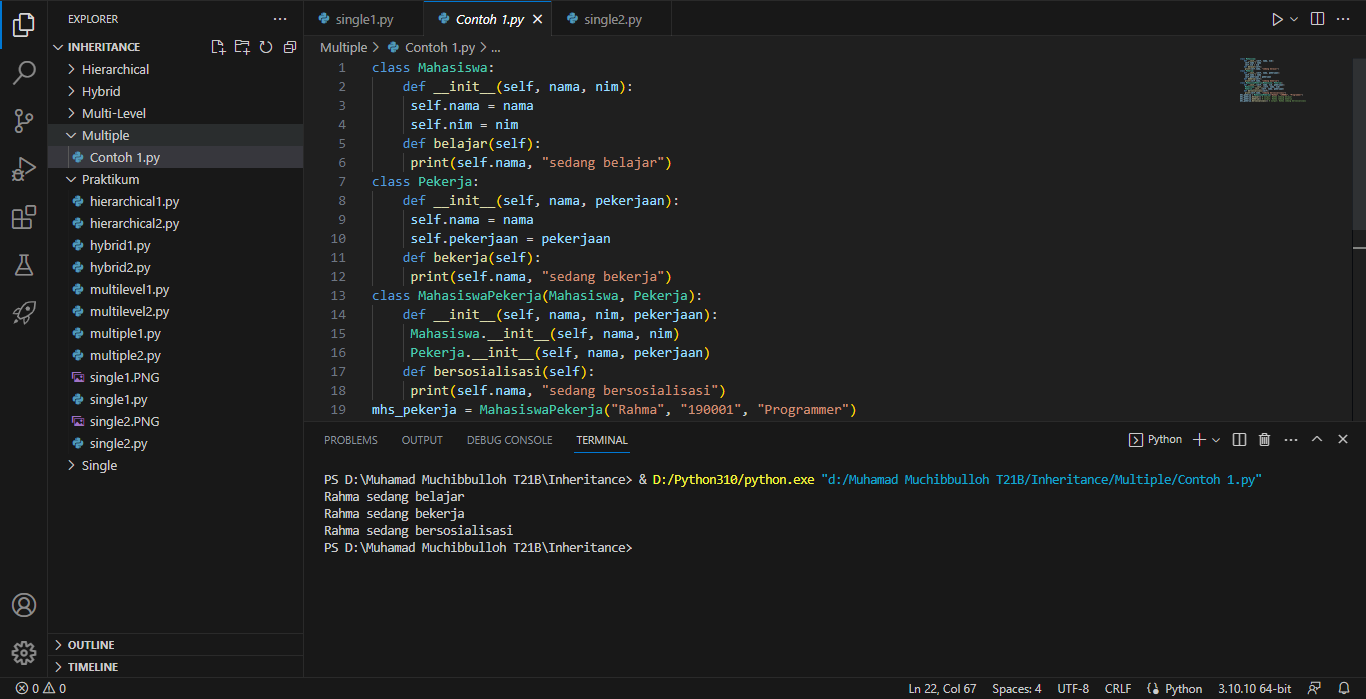 EXPLORER
INHERITANCE
Hierarchical
Hybrid
Multi-Level
Multiple
Contoh 1.py
Praktikum
hierarchical1.py
hierarchical2.py
hybrid1.py
hybrid2.py
multilevel1.py
multilevel2.py
multiple1.py
multiple2.py
single1.PNG
single1.py
single2.PNG
single2.py
Single
OUTLINE
TIMELINE
single1.py Contoh 1.py single2.py
Multiple > Contoh 1.py > ...
1 class Mahasiswa:
2     def __init__(self, nama, nim):
3      self.nama = nama
4      self.nim = nim
5     def belajar(self):
6      print(self.nama, "sedang belajar")
7 class Pekerja:
8     def __init__(self, nama, pekerjaan):
9      self.nama = nama
10      self.pekerjaan = pekerjaan
11     def bekerja(self):
12      print(self.nama, "sedang bekerja")
13 class MahasiswaPekerja(Mahasiswa, Pekerja):
14     def __init__(self, nama, nim, pekerjaan):
15      Mahasiswa.__init__(self, nama, nim)
16      Pekerja.__init__(self, nama, pekerjaan)
17     def bersosialisasi(self):
18      print(self.nama, "sedang bersosialisasi")
19 mhs_pekerja = MahasiswaPekerja("Rahma", "190001", "Programmer")
PROBLEMS OUTPUT DEBUG CONSOLE TERMINAL Python
PS D:\Muhamad Muchibbulloh T21B\Inheritance> & D:/Python310/python.exe "d:/Muhamad Muchibbulloh T21B/Inheritance/Multiple/Contoh 1.py"
Rahma sedang belajar
Rahma sedang bekerja
Rahma sedang bersosialisasi
PS D:\Muhamad Muchibbulloh T21B\Inheritance>
0 0 Ln 22, Col 67 Spaces: 4 UTF-8 CRLF Python 3.10.10 64-bit